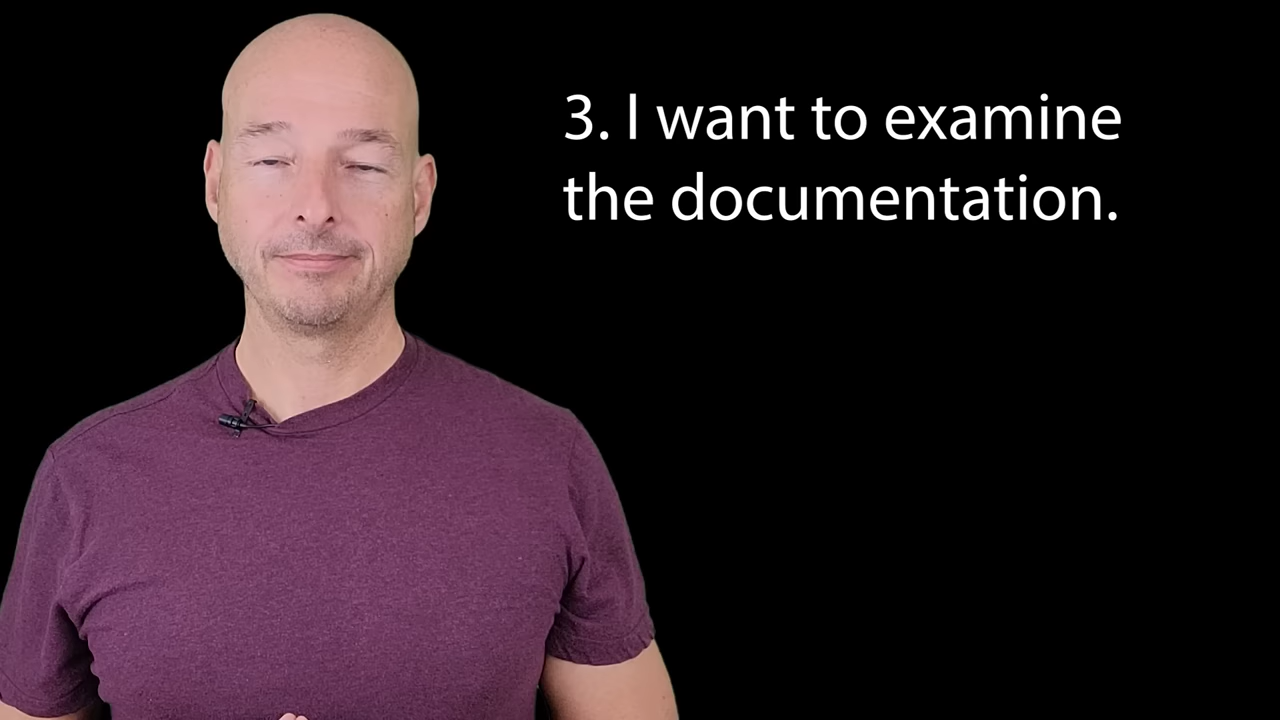 3. I want to examine
the documentation.